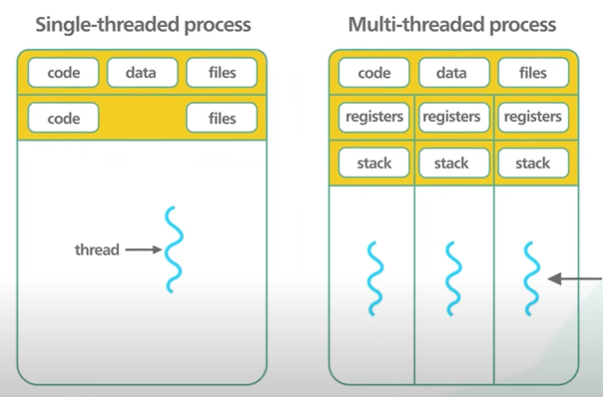 Single-threaded process
code data files
code files
thread
Multi-threaded process
code data files
registers registers registers
stack stack stack